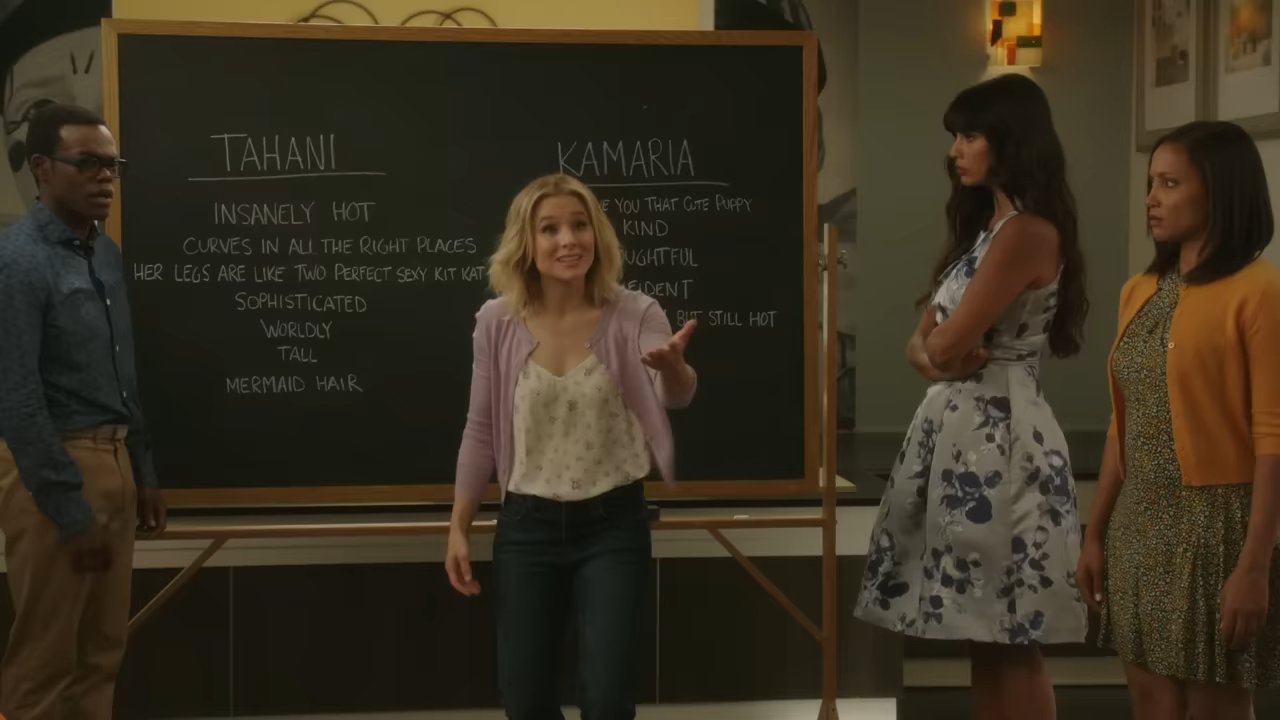 TAHANI
INSANELY HOT
CURVES IN ALL THE RIGHT PLACES
HER LEGS ARE LIKE TWO PERFECT SEXY KIT KAT
SOPHISTICATED
WORLDLY
TALL
MERMAID HAIR
KAMARIA
YOU THAT CUTE PUPPY
KIND
BUT STILL HOT